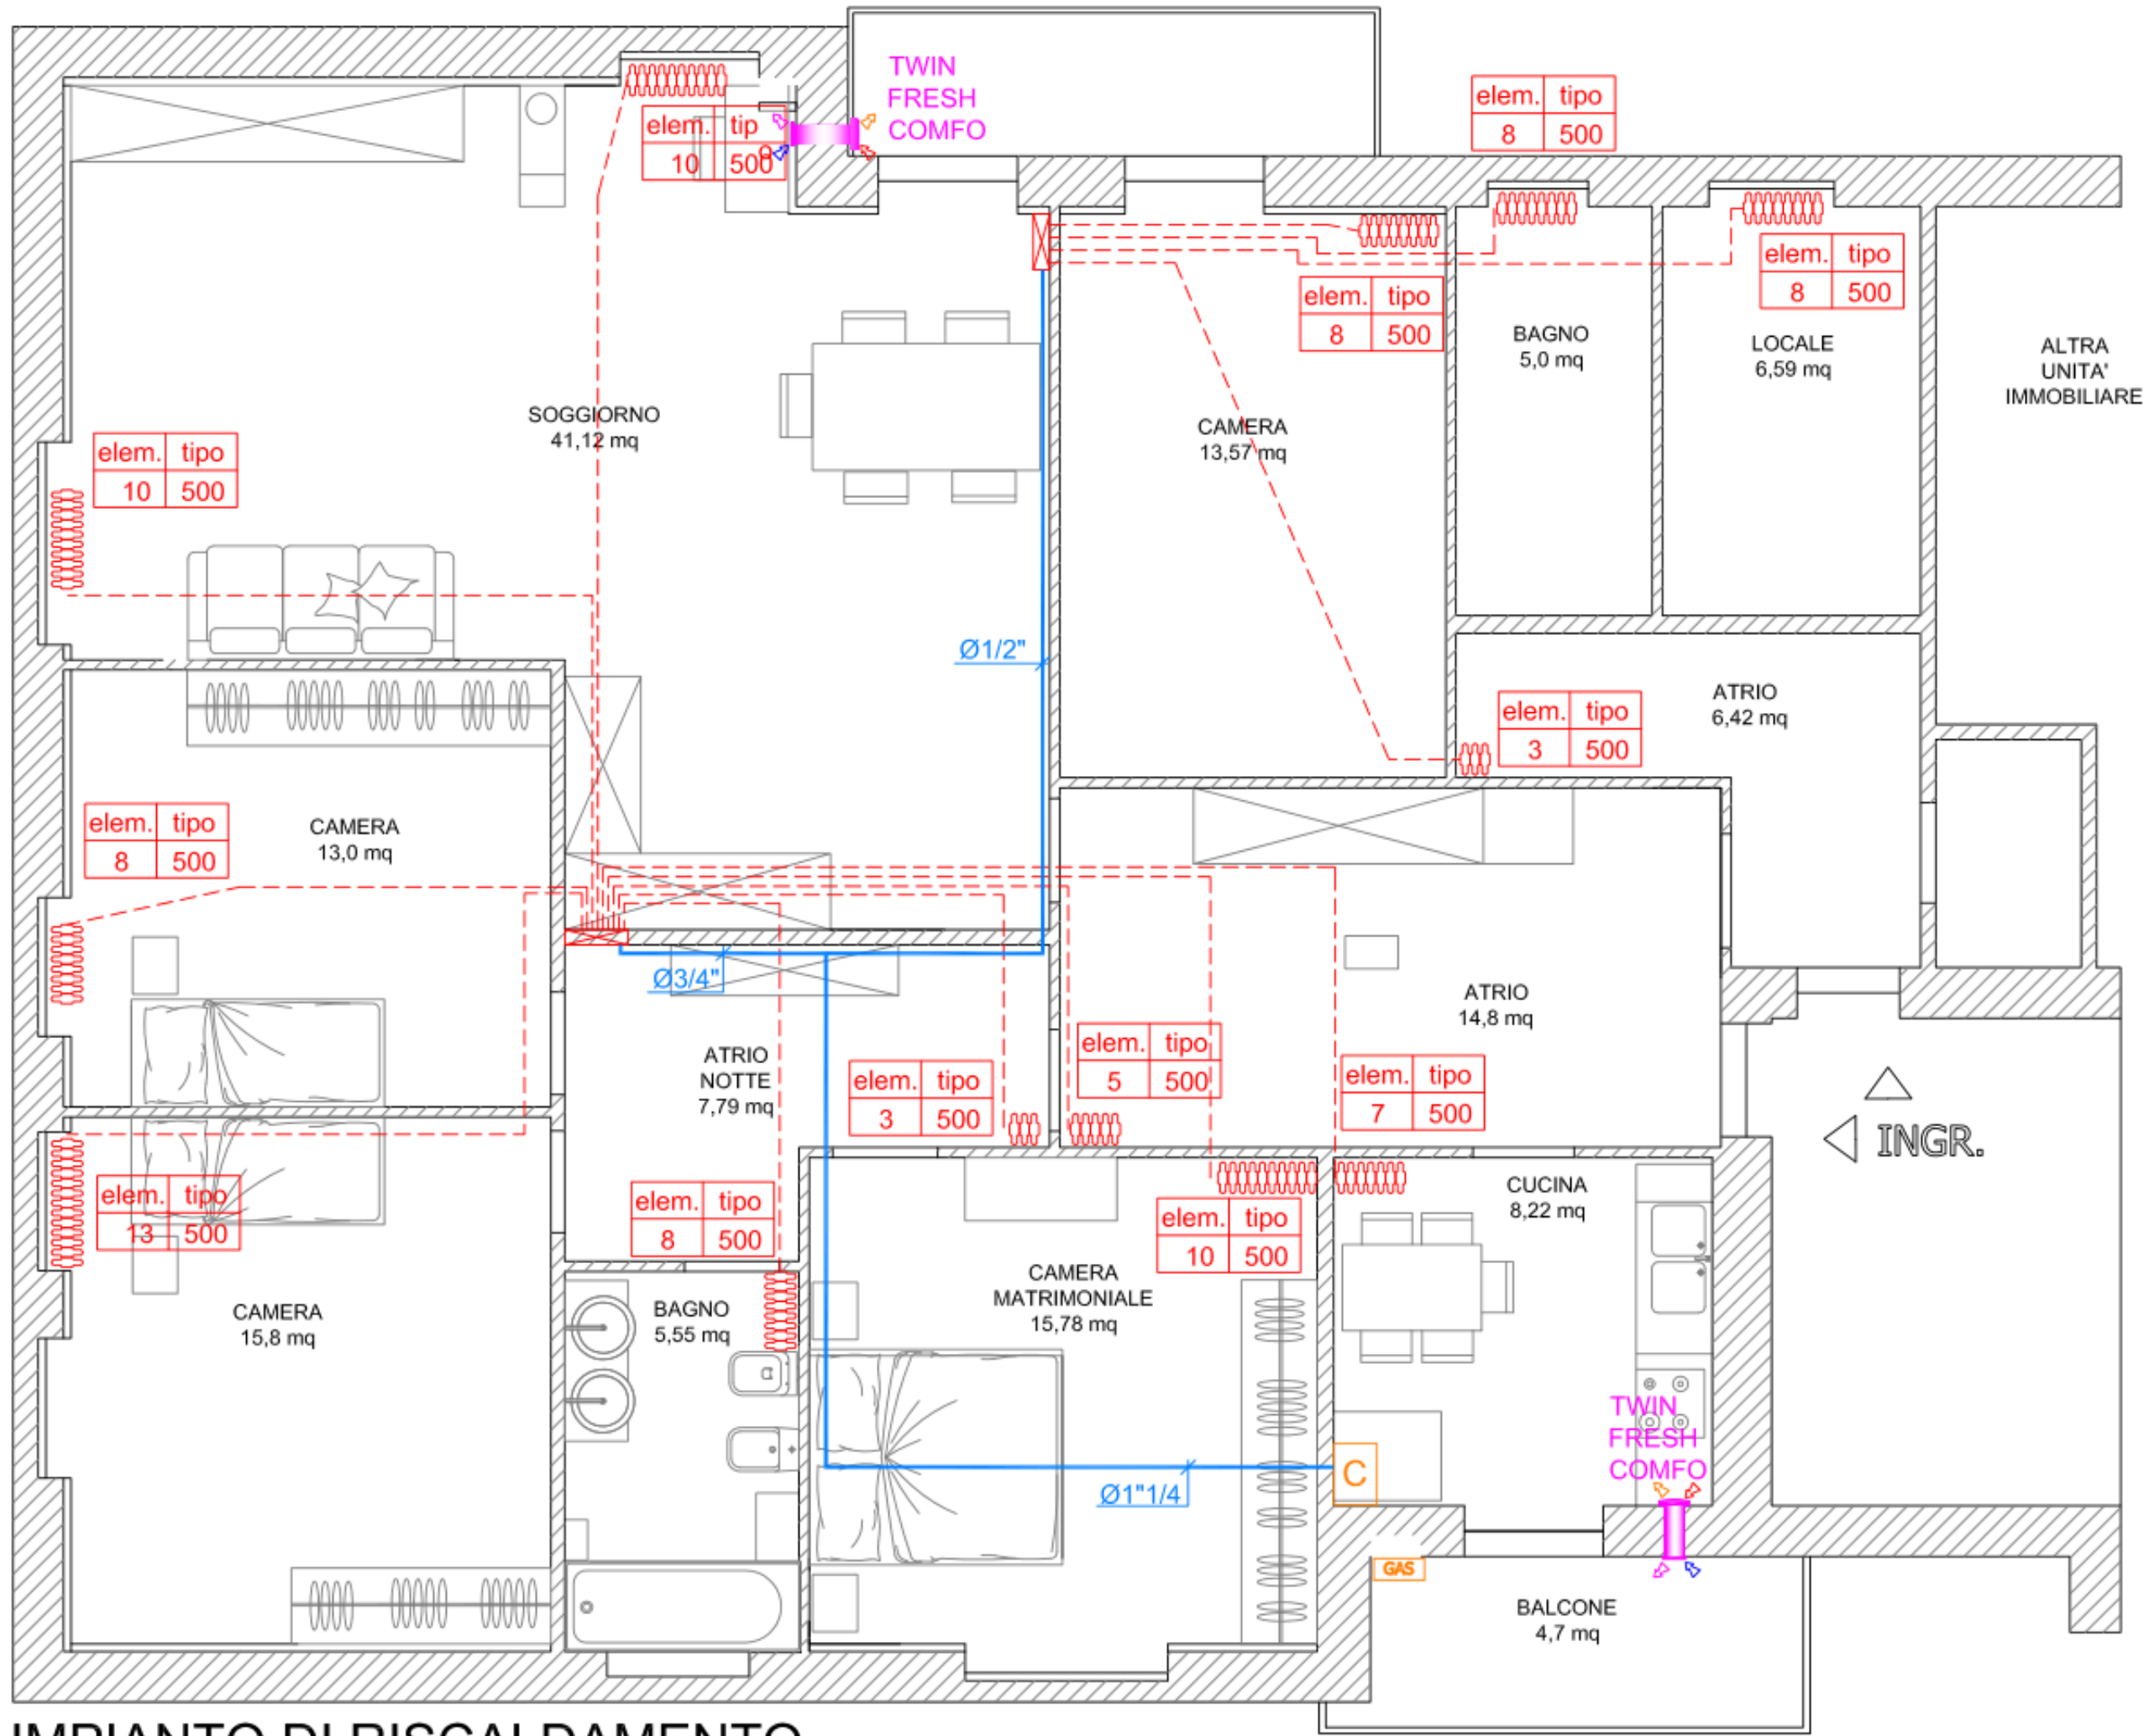 TWIN
FRESH
COMFO
elem. tipo
8 500
elem. tip
o
10 500
elem. tipo
8 500
elem. tipo
8 500
BAGNO
5,0 mq
LOCALE
6,59 mq
ALTRA
UNITA'
IMMOBILIARE
SOGGIORNO
41,12 mq
CAMERA
13,57 mq
elem. tipo
10 500
Ø1/2"
ATRIO
6,42 mq
elem. tipo
3 500
elem. tipo
8 500
CAMERA
13,0 mq
Ø3/4"
ATRIO
14,8 mq
ATRIO
NOTTE
7,79 mq
elem. tipo
3 500
elem. tipo
5 500
elem. tipo
7 500
INGR.
elem. tipo
13 500
elem. tipo
8 500
elem. tipo
10 500
CUCINA
8,22 mq
CAMERA
15,8 mq
BAGNO
5,55 mq
CAMERA
MATRIMONIALE
15,78 mq
TWIN
FRESH
COMFO
C
Ø1"1/4
GAS
BALCONE
4,7 mq
IMPIANTO DI RISCALDAMENTO